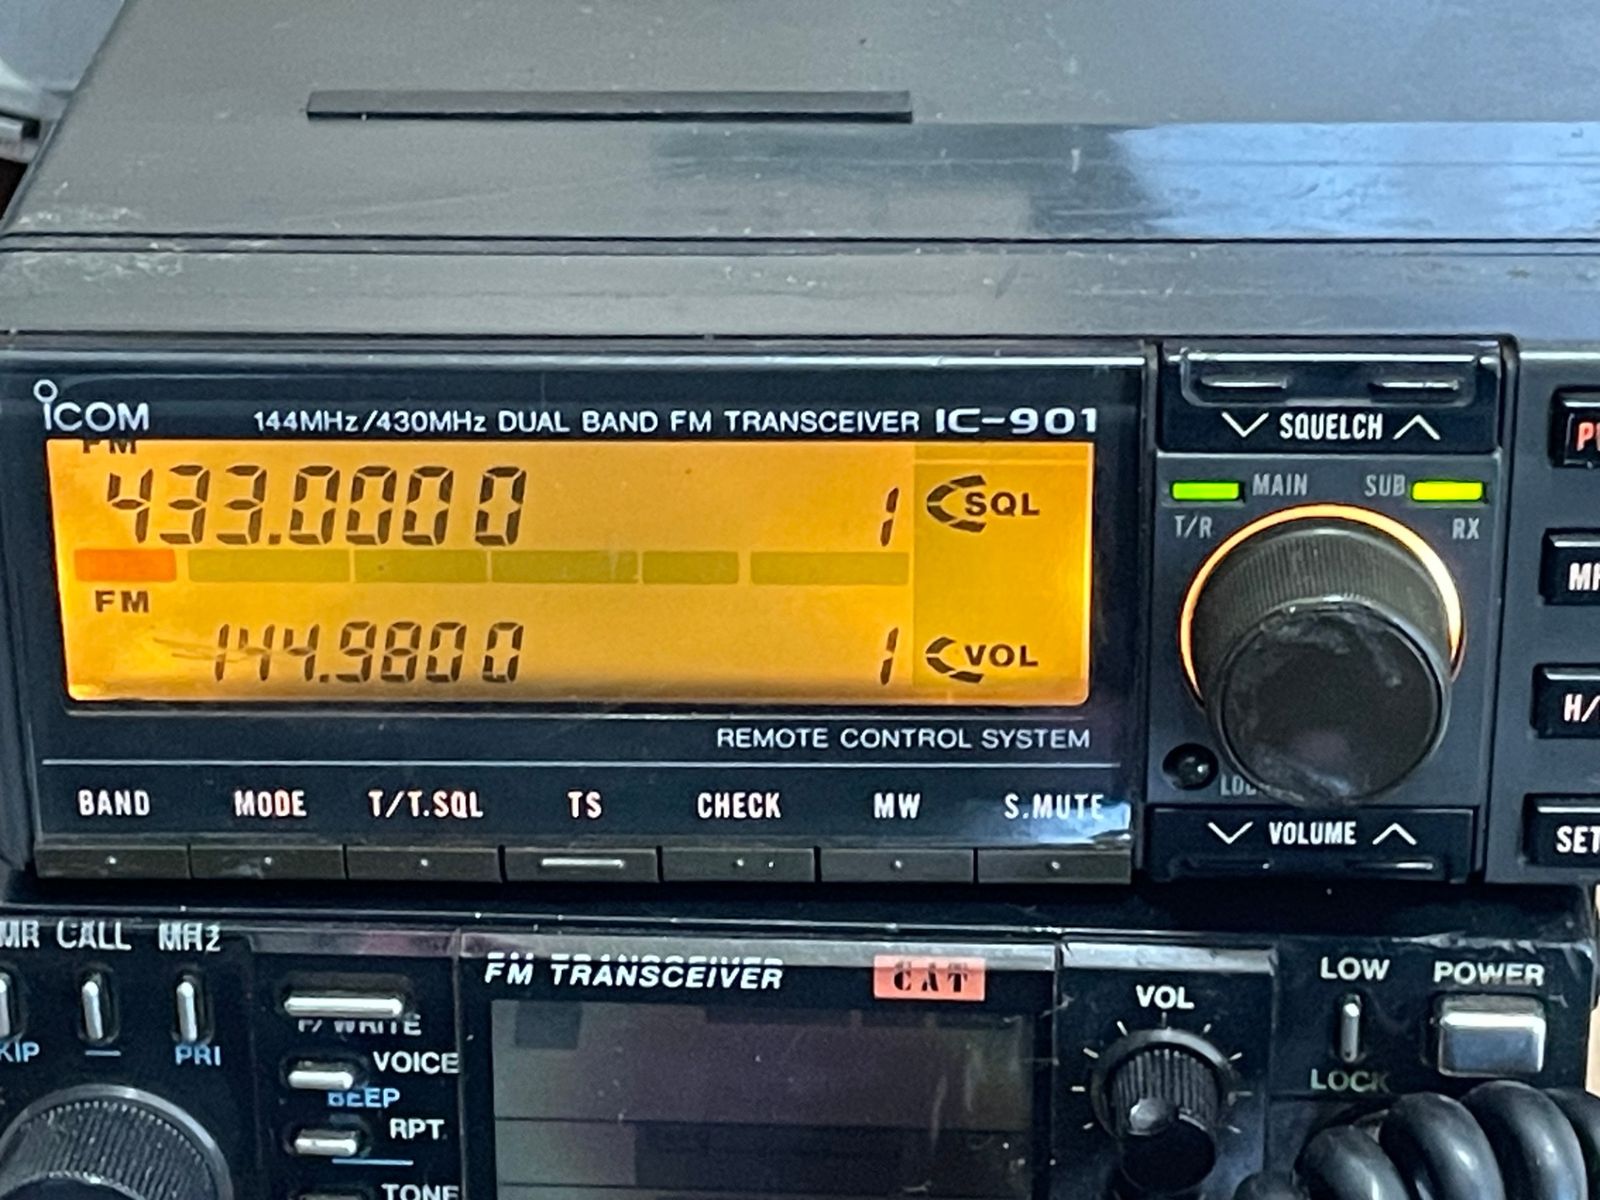 ICOM 144MHz/430MHz DUAL BAND FM TRANSCEIVER IC-901
FM
433.0000 1 SQL
FM
144.9800 1 VOL
REMOTE CONTROL SYSTEM
BAND MODE T/T.SQL TS CHECK MW S.MUTE
SQUELCH
MAIN SUB
T/R RX
VOLUME
H/
SET
MR CALL MHz
PRI
F/WRITE
VOICE
BEEP
RPT
TONE
FM TRANSCEIVER CAT
VOL
LOW
LOCK
POWER